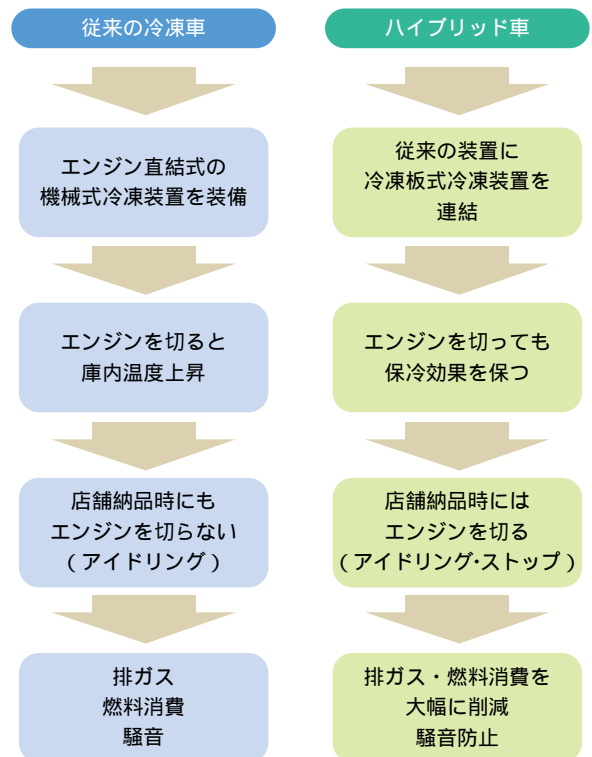 従来の冷凍車
エンジン直結式の
機械式冷凍装置を装備
エンジンを切ると
庫内温度上昇
店舗納品時にも
エンジンを切らない
（アイドリング）
排ガス
燃料消費
騒音
ハイブリッド車
従来の装置に
冷凍板式冷凍装置を
連結
エンジンを切っても
保冷効果を保つ
店舗納品時には
エンジンを切る
（アイドリング・ストップ）
排ガス・燃料消費を
大幅に削減
騒音防止